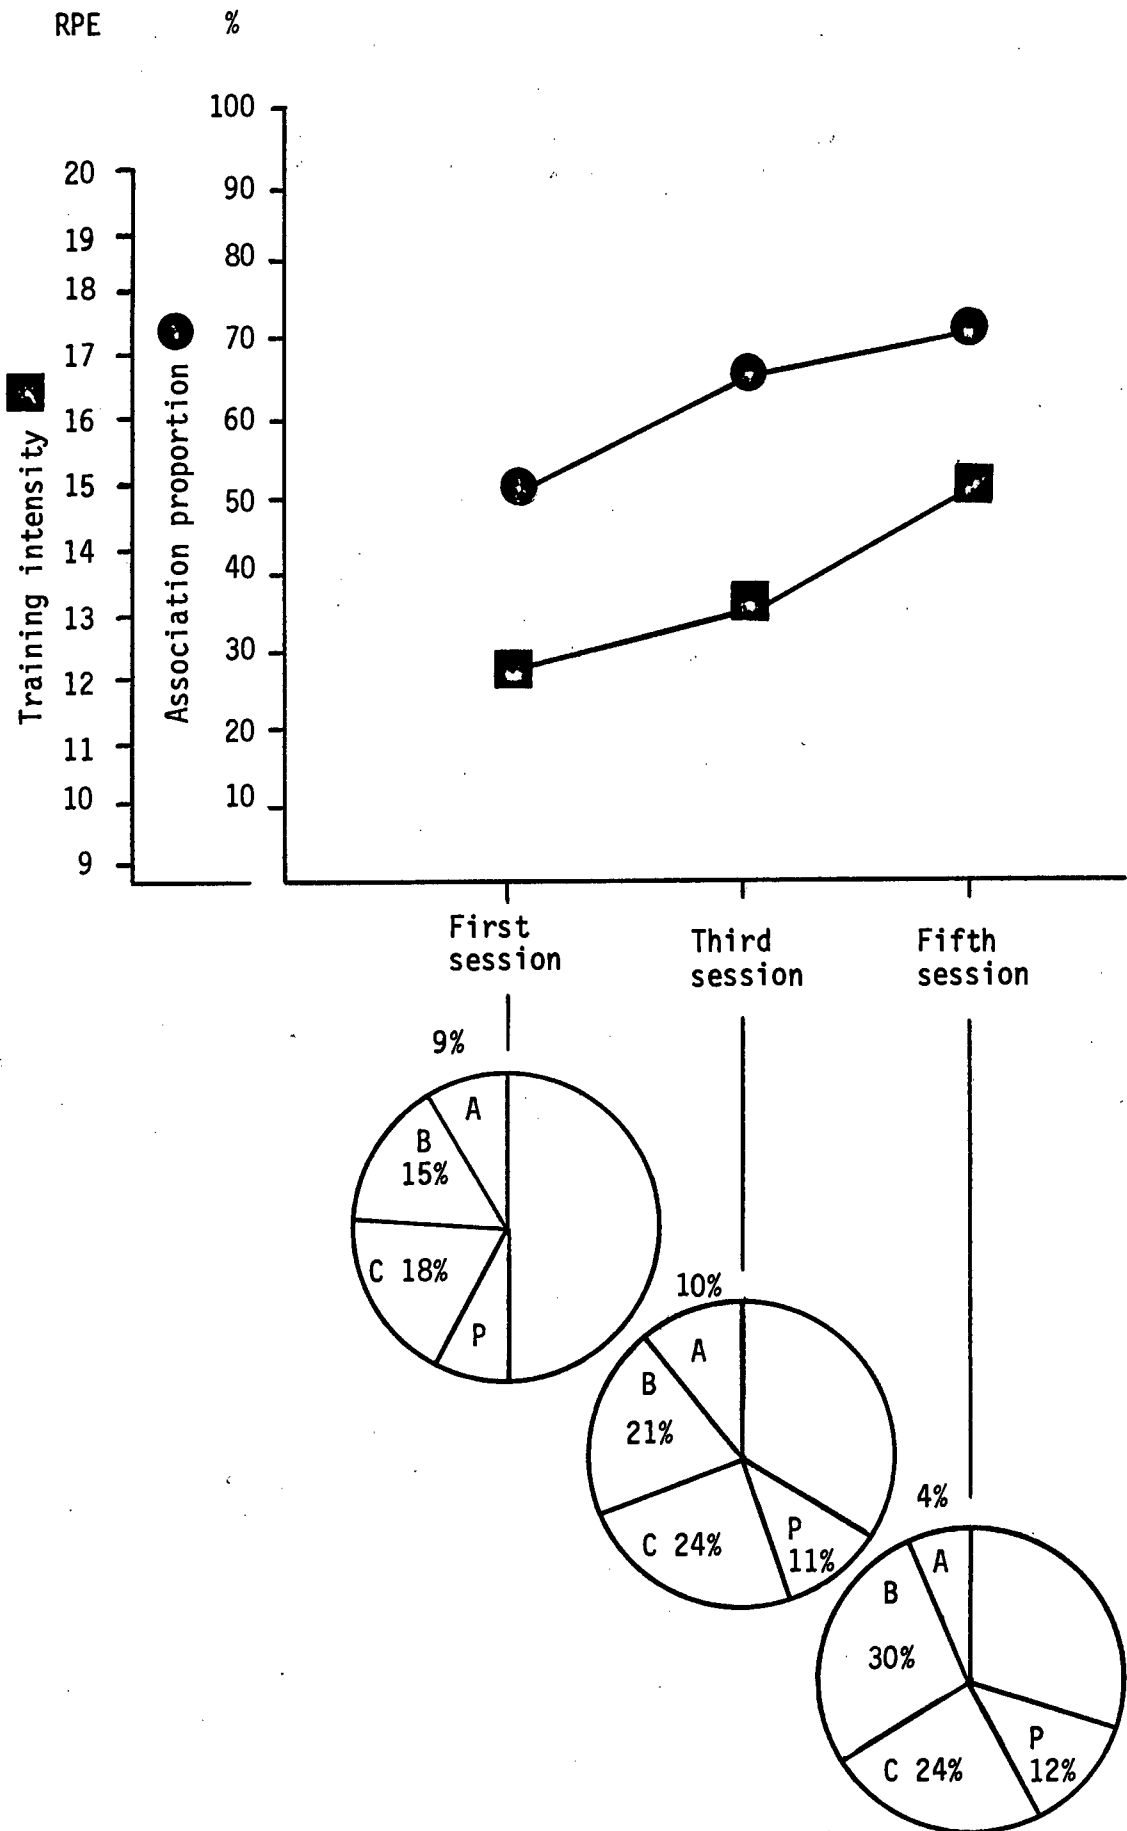 RPE
%
100
90
80
70
60
50
40
30
20
10
20
19
18
17
16
15
14
13
12
11
10
9
Training intensity
Association proportion
First
session
Third
session
Fifth
session
9%
A
B
15%
C 18%
P
10%
A
B
21%
C 24%
P
11%
4%
A
B
30%
C 24%
P
12%